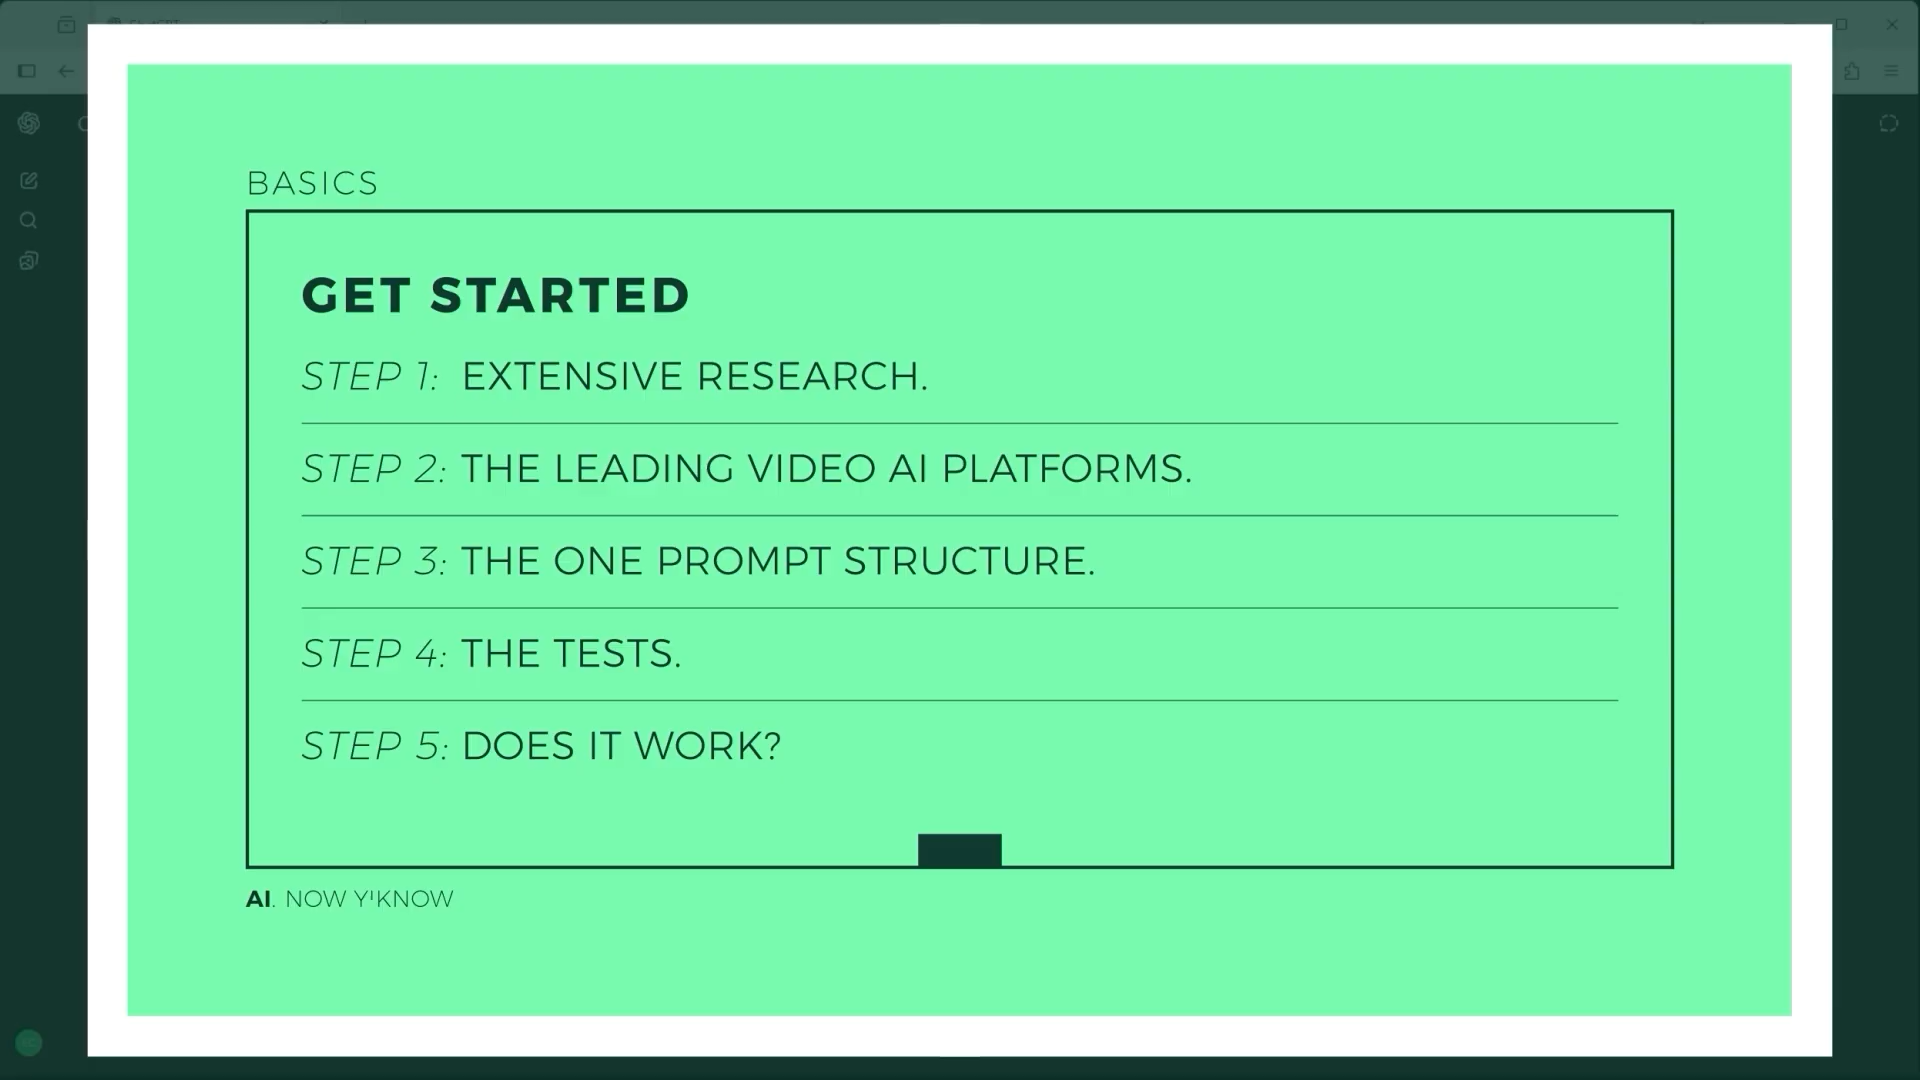 BASICS
GET STARTED
STEP 1: EXTENSIVE RESEARCH.
STEP 2: THE LEADING VIDEO AI PLATFORMS.
STEP 3: THE ONE PROMPT STRUCTURE.
STEP 4: THE TESTS.
STEP 5: DOES IT WORK?
AI. NOW Y'KNOW